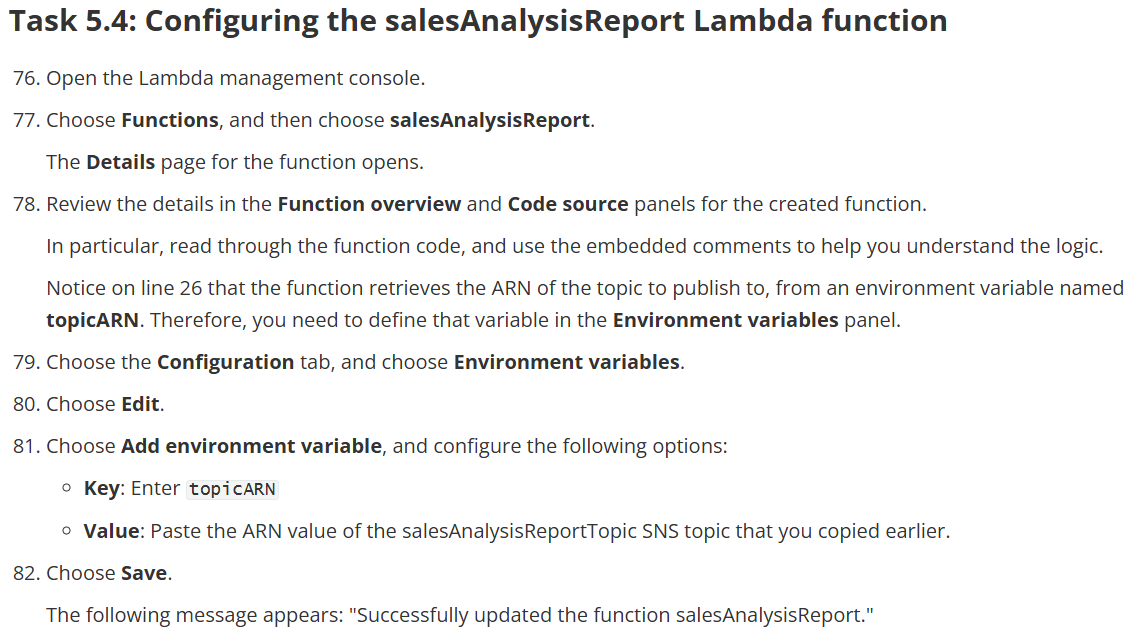 Task 5.4: Configuring the salesAnalysisReport Lambda function
76. Open the Lambda management console.
77. Choose Functions, and then choose salesAnalysisReport.
The Details page for the function opens.
78. Review the details in the Function overview and Code source panels for the created function.
In particular, read through the function code, and use the embedded comments to help you understand the logic.
Notice on line 26 that the function retrieves the ARN of the topic to publish to, from an environment variable named
topicARN. Therefore, you need to define that variable in the Environment variables panel.
79. Choose the Configuration tab, and choose Environment variables.
80. Choose Edit.
81. Choose Add environment variable, and configure the following options:
○ Key: Enter topicARN
○ Value: Paste the ARN value of the salesAnalysisReportTopic SNS topic that you copied earlier.
82. Choose Save.
The following message appears: "Successfully updated the function salesAnalysisReport."